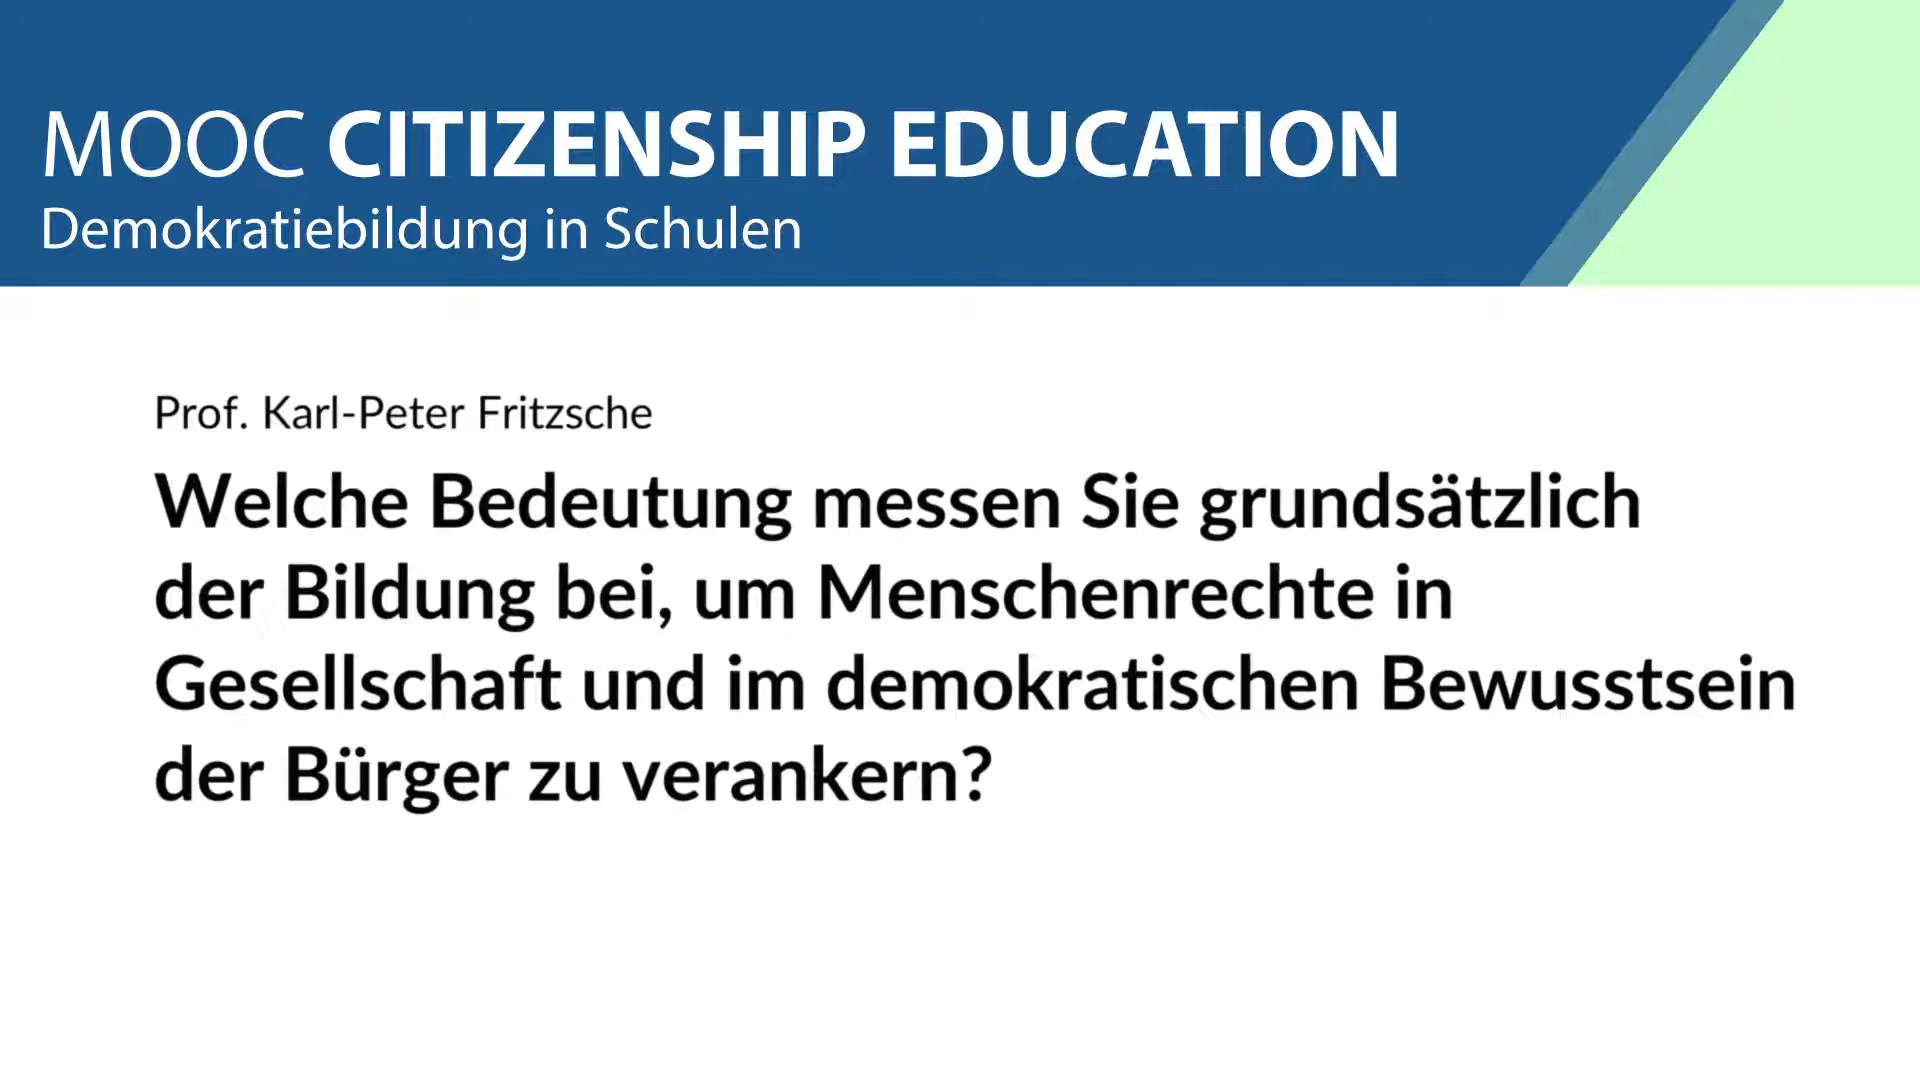 MOOC CITIZENSHIP EDUCATION
Demokratiebildung in Schulen
Prof. Karl-Peter Fritzsche
Welche Bedeutung messen Sie grundsätzlich
der Bildung bei, um Menschenrechte in
Gesellschaft und im demokratischen Bewusstsein
der Bürger zu verankern?